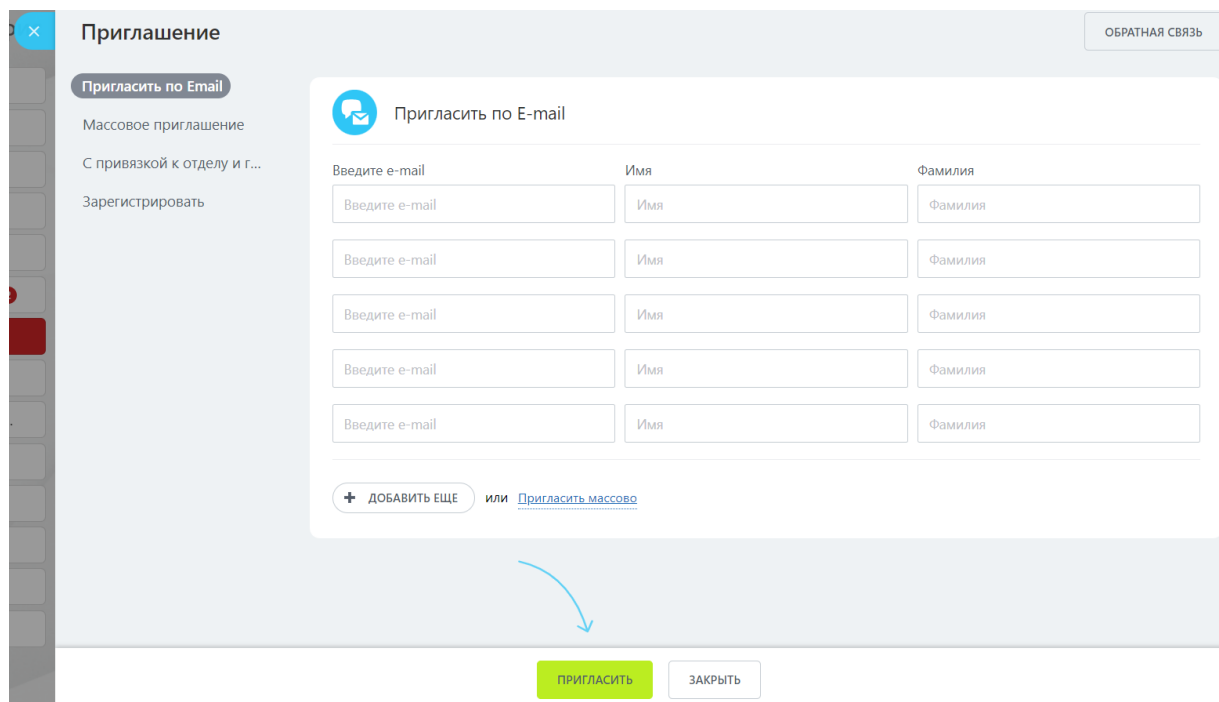 Приглашение
ОБРАТНАЯ СВЯЗЬ
Пригласить по Email
Массовое приглашение
С привязкой к отделу и г...
Зарегистрировать
Пригласить по E-mail
Введите e-mail Имя Фамилия
Введите e-mail Имя Фамилия
Введите e-mail Имя Фамилия
Введите e-mail Имя Фамилия
Введите e-mail Имя Фамилия
Введите e-mail Имя Фамилия
+ ДОБАВИТЬ ЕЩЕ или Пригласить массово
ПРИГЛАСИТЬ ЗАКРЫТЬ